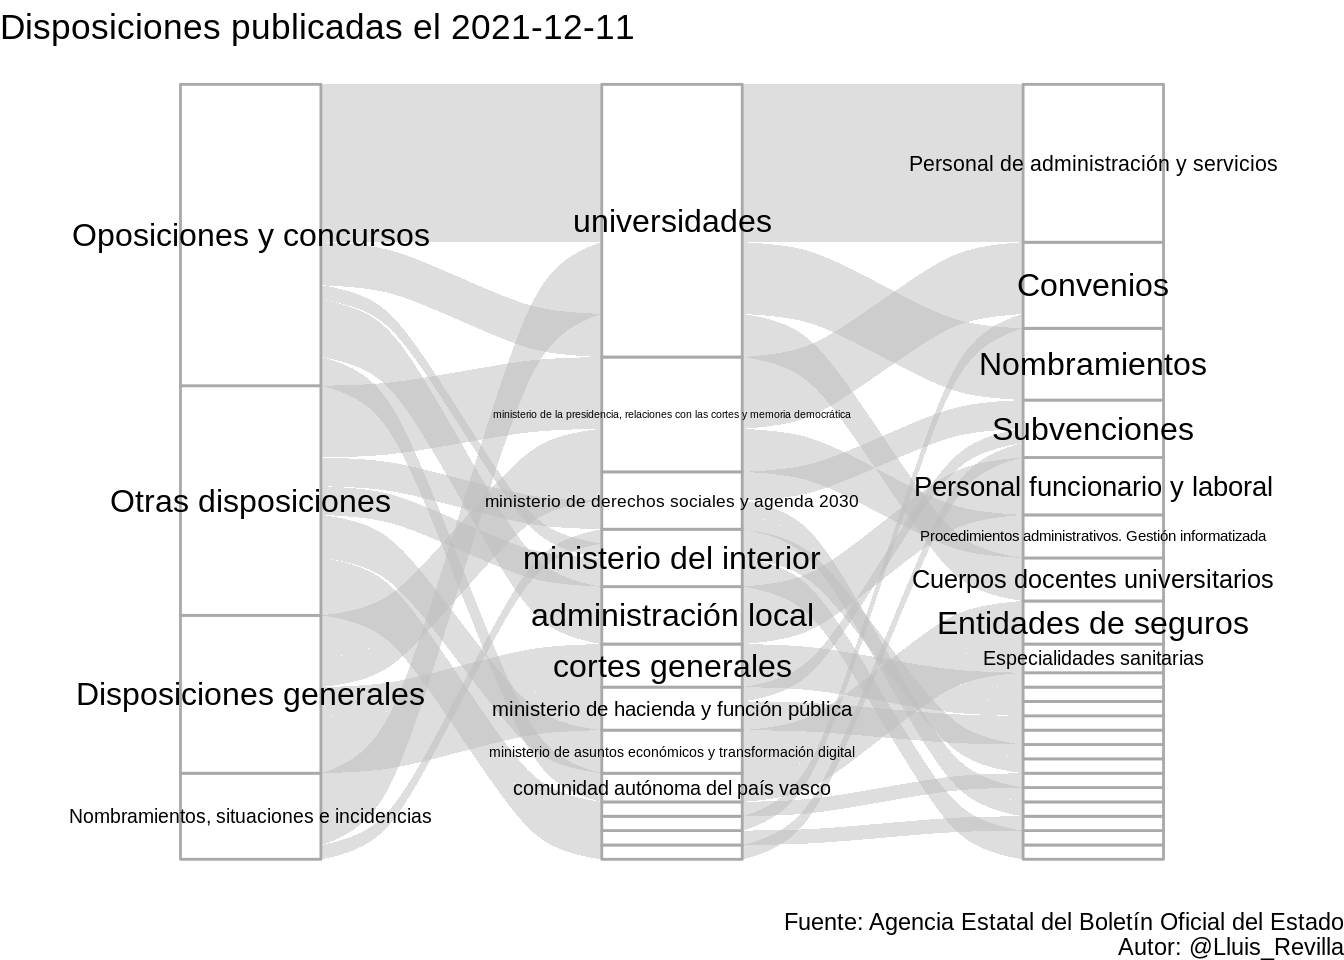 Disposiciones publicadas el 2021-12-11
Oposiciones y concursos
Otras disposiciones
Disposiciones generales
Nombramientos, situaciones e incidencias
universidades
ministerio de la presidencia, relaciones con las cortes y memoria democrática
ministerio de derechos sociales y agenda 2030
ministerio del interior
administración local
cortes generales
ministerio de hacienda y función pública
ministerio de asuntos económicos y transformación digital
comunidad autónoma del país vasco
Personal de administración y servicios
Convenios
Nombramientos
Subvenciones
Personal funcionario y laboral
Procedimientos administrativos. Gestión informatizada
Cuerpos docentes universitarios
Entidades de seguros
Especialidades sanitarias
Fuente: Agencia Estatal del Boletín Oficial del Estado
Autor: @Lluis_Revilla